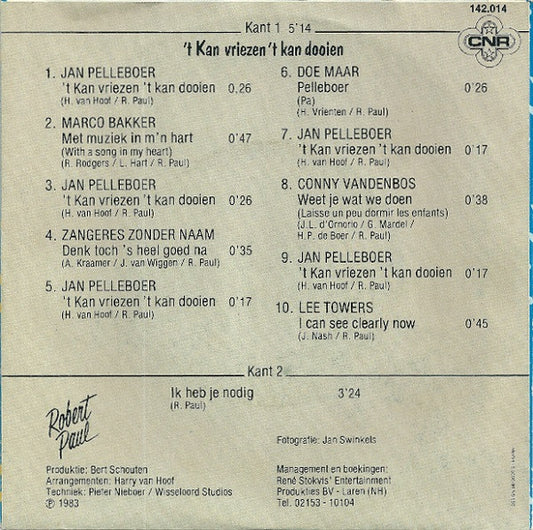 142.014
CNR
Kant 1 5'14
't Kan vriezen 't kan dooien
1. JAN PELLEBOER
't Kan vriezen 't kan dooien 0.26
(H. van Hoof / R. Paul)
2. MARCO BAKKER
Met muziek in m'n hart 0'47
(With a song in my heart)
(R. Rodgers / L. Hart / R. Paul)
3. JAN PELLEBOER
't Kan vriezen 't kan dooien 0'26
(H. van Hoof / R. Paul)
4. ZANGERES ZONDER NAAM
Denk toch 's heel goed na 0'35
(A. Kraamer / J. van Wiggen / R. Paul)
5. JAN PELLEBOER
't Kan vriezen 't kan dooien 0'17
(H. van Hoof / R. Paul)
6. DOE MAAR
Pelleboer 0'26
(Pa)
(H. Vrienten / R. Paul)
7. JAN PELLEBOER
't Kan vriezen 't kan dooien 0'17
(H. van Hoof / R. Paul)
8. CONNY VANDENBOS
Weet je wat we doen 0'38
(Laisse un peu dormir les enfants)
(J.L. d'Ornorio / G. Mardel /
H.P. de Boer / R. Paul)
9. JAN PELLEBOER
't Kan vriezen 't kan dooien 0'17
(H. van Hoof / R. Paul)
10. LEE TOWERS
I can see clearly now 0'45
(J. Nash / R. Paul)
Kant 2
Ik heb je nodig 3'24
(R. Paul)
Robert
Paul
Fotografie: Jan Swinkels
Produktie: Bert Schouten
Arrangementen: Harry van Hoof
Techniek: Pieter Nieboer / Wisseloord Studios
℗ 1983
Management en boekingen:
René Stokvis' Entertainment
Produkties BV - Laren (NH)
Tel. 02153 - 10104